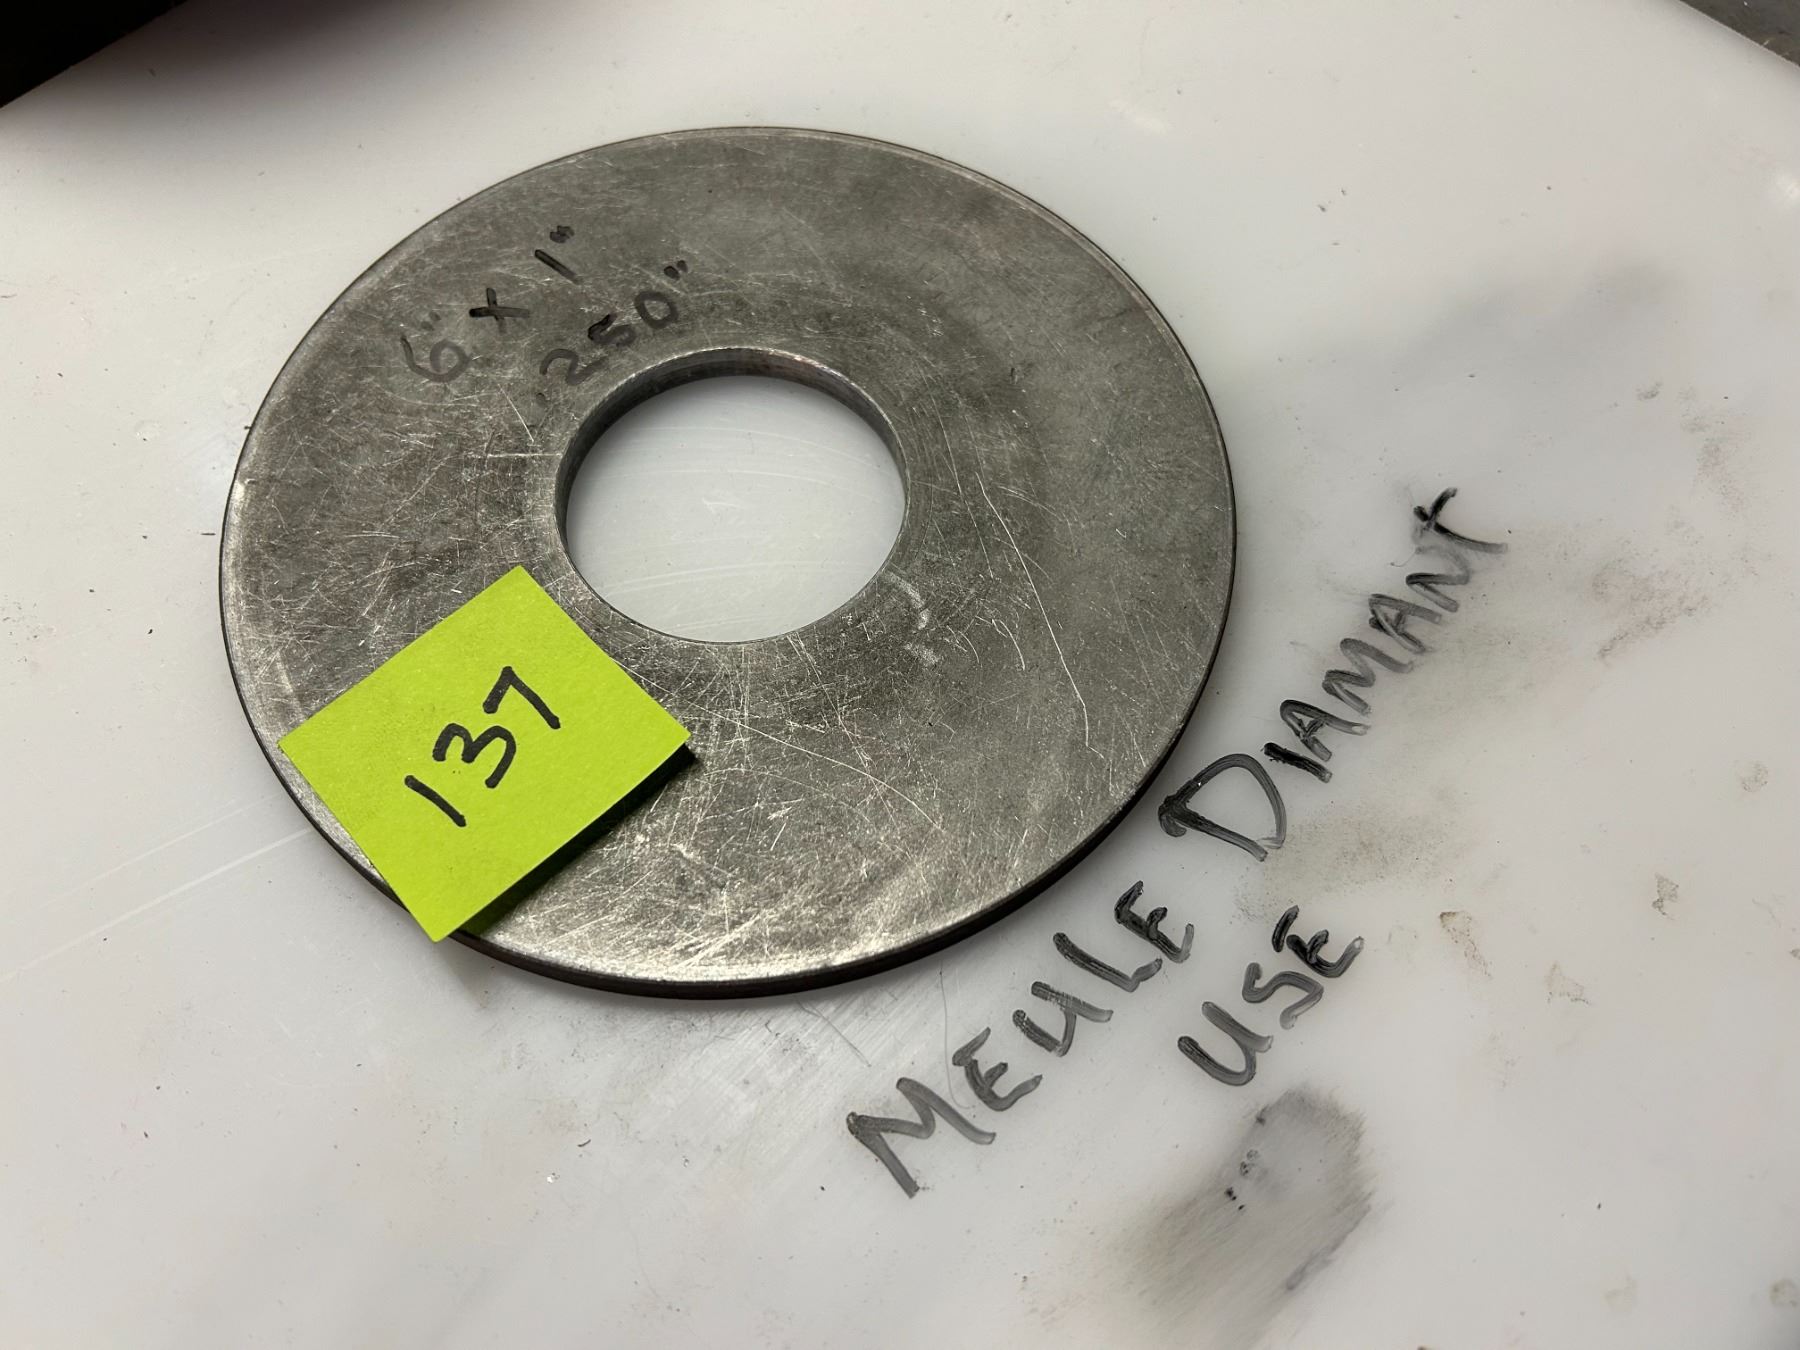 6" x 1"
250"
137
MEULE DIAMANT
USÉ